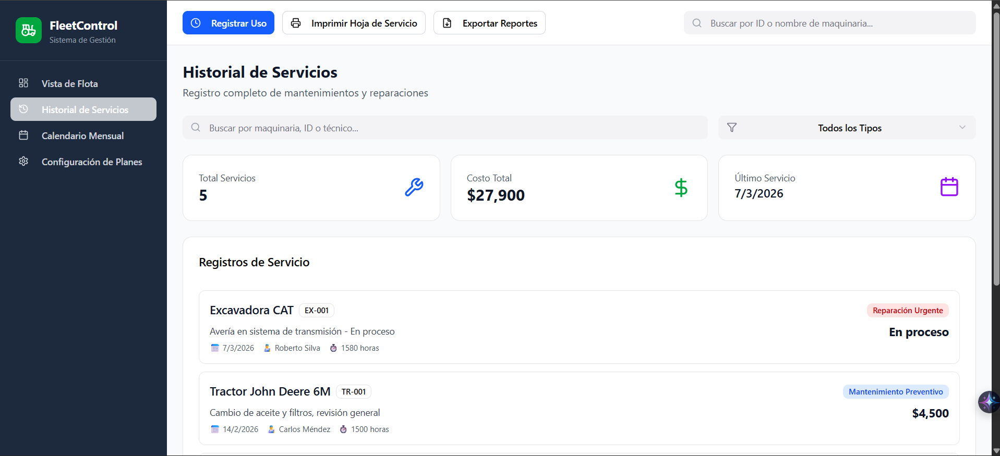 FleetControl
Sistema de Gestión
Vista de Flota
Historial de Servicios
Calendario Mensual
Configuración de Planes
Registrar Uso
Imprimir Hoja de Servicio
Exportar Reportes
Buscar por ID o nombre de maquinaria...
Historial de Servicios
Registro completo de mantenimientos y reparaciones
Buscar por maquinaria, ID o técnico...
Todos los Tipos
Total Servicios
5
Costo Total
$27,900
Último Servicio
7/3/2026
Registros de Servicio
Excavadora CAT EX-001
Reparación Urgente
Avería en sistema de transmisión - En proceso
En proceso
7/3/2026 Roberto Silva 1580 horas
Tractor John Deere 6M TR-001
Mantenimiento Preventivo
Cambio de aceite y filtros, revisión general
$4,500
14/2/2026 Carlos Méndez 1500 horas